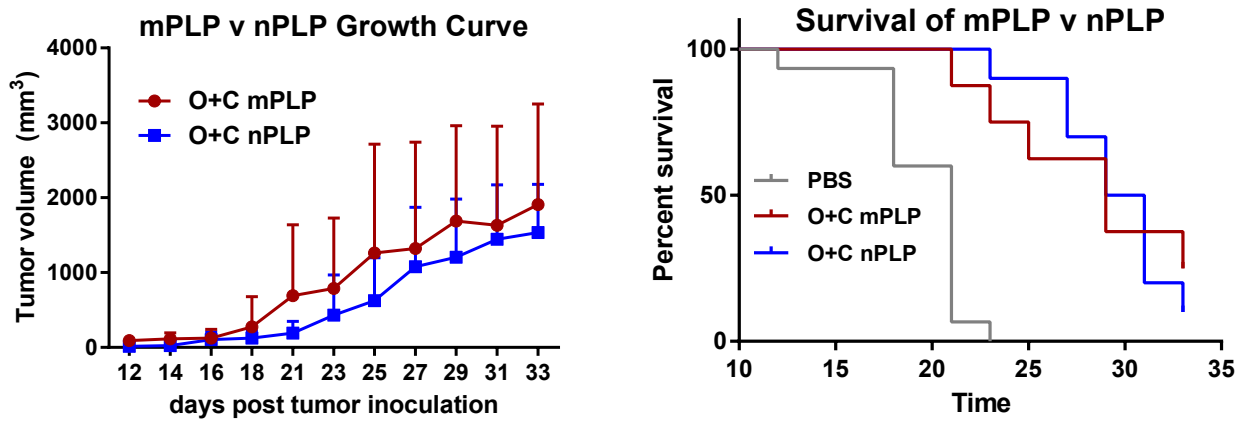 mPLP v nPLP Growth Curve
4000
3000
2000
1000
0
Tumor volume (mm³)
O+C mPLP
O+C nPLP
12 14 16 18 21 23 25 27 29 31 33
days post tumor inoculation
Survival of mPLP v nPLP
100
50
0
Percent survival
PBS
O+C mPLP
O+C nPLP
10 15 20 25 30 35
Time